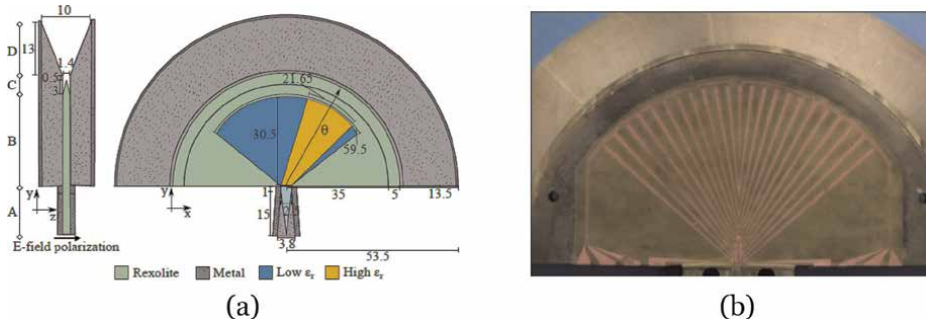 10
D
13
1.4
C
0.5
3
B
A
y
z
E-field polarization
21.65
30.5
θ
59.5
y
x
1
35
5
13.5
15
3.8
53.5
Rexolite
Metal
Low εᵣ
High εᵣ
(a)
(b)